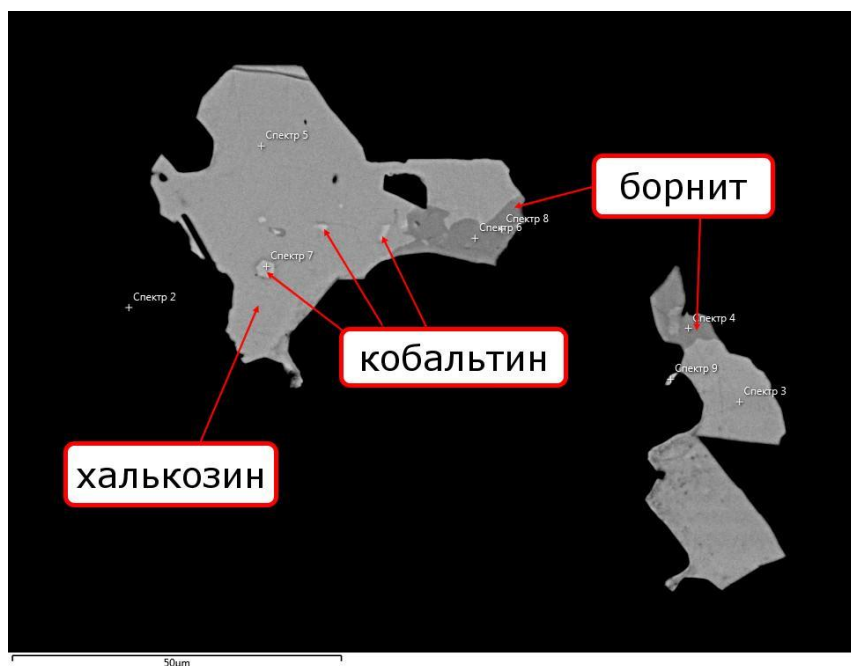 Спектр 5
борнит
Спектр 8
Спектр 6
Спектр 7
Спектр 2
Спектр 4
кобальтин
Спектр 9
Спектр 3
халькозин
50µm